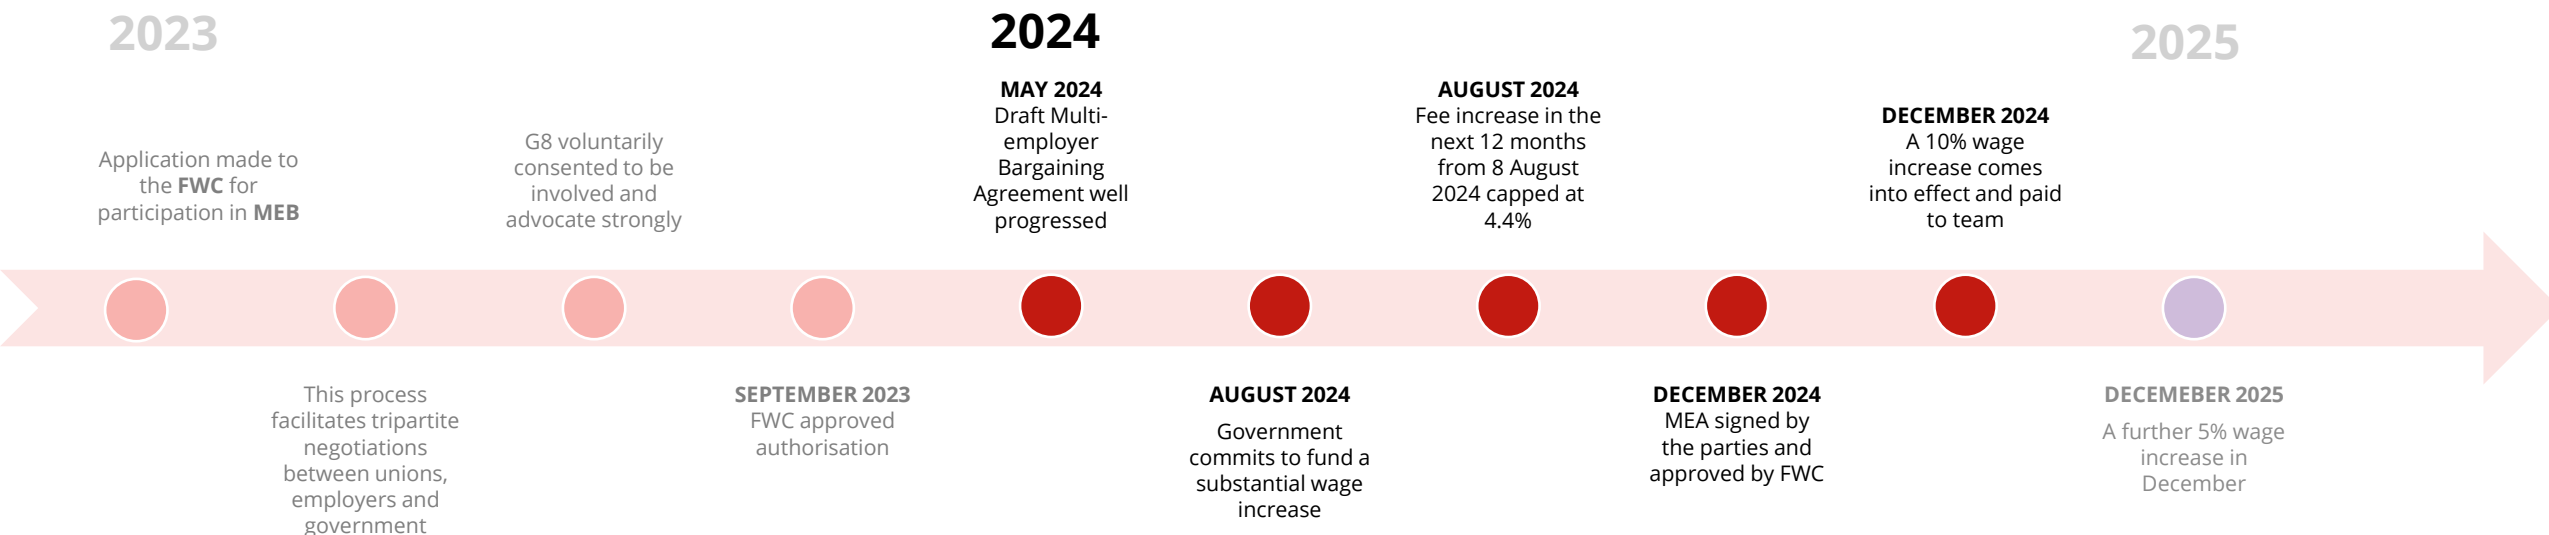 2023
2024
2025
Application made to
the FWC for
participation in MEB
This process
facilitates tripartite
negotiations
between unions,
employers and
government
G8 voluntarily
consented to be
involved and
advocate strongly
SEPTEMBER 2023
FWC approved
authorisation
MAY 2024
Draft Multi-
employer
Bargaining
Agreement well
progressed
AUGUST 2024
Government
commits to fund a
substantial wage
increase
AUGUST 2024
Fee increase in the
next 12 months
from 8 August
2024 capped at
4.4%
DECEMBER 2024
MEA signed by
the parties and
approved by FWC
DECEMBER 2024
A 10% wage
increase comes
into effect and paid
to team
DECEMEBER 2025
A further 5% wage
increase in
December